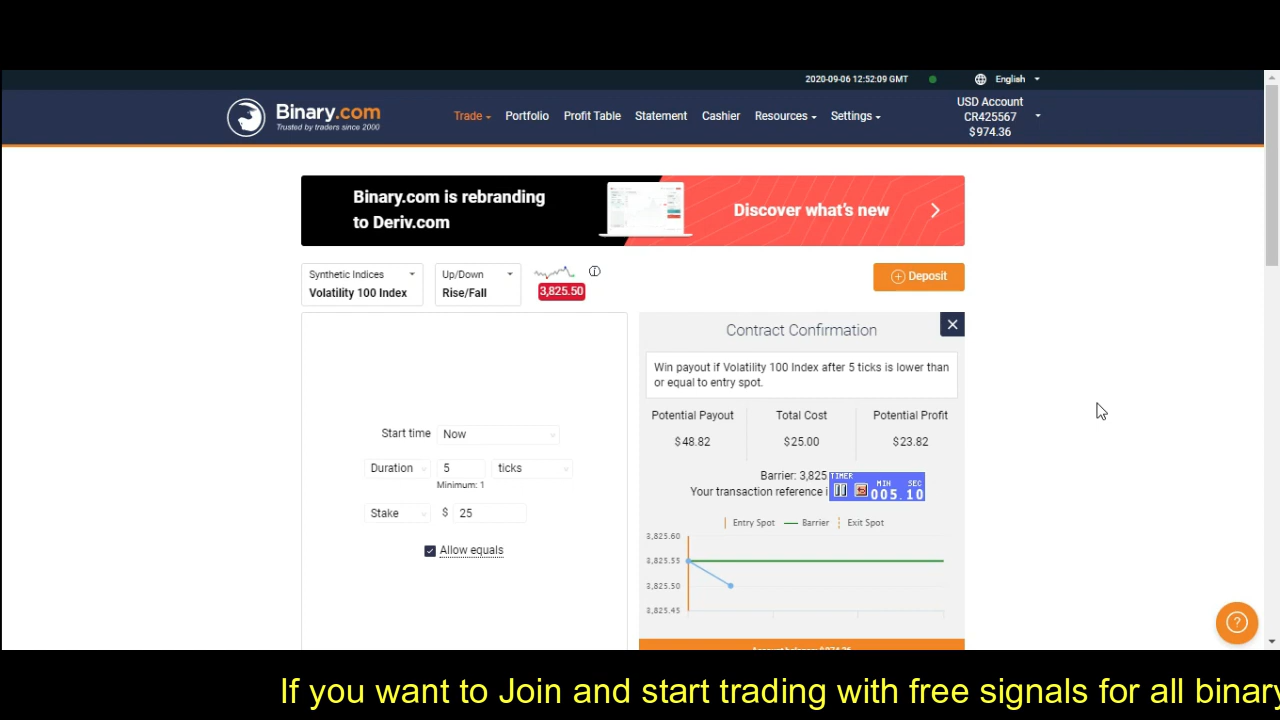 2020-09-06 12:52:09 GMT
English
Binary.com
Trusted by traders since 2000
Trade
Portfolio
Profit Table
Statement
Cashier
Resources
Settings
USD Account
CR425567
$974.36
Binary.com is rebranding
to Deriv.com
Discover what's new
Synthetic Indices
Volatility 100 Index
Up/Down
Rise/Fall
3,825.50
Deposit
Contract Confirmation
Win payout if Volatility 100 Index after 5 ticks is lower than
or equal to entry spot.
Potential Payout
Total Cost
Potential Profit
$48.82
$25.00
$23.82
Start time
Now
Duration
5
ticks
Minimum: 1
Stake
$
25
Allow equals
Barrier: 3,825
Your transaction reference i
TIMER
MIN
SEC
005.10
Entry Spot
Barrier
Exit Spot
3,825.60
3,825.55
3,825.50
3,825.45
Account balance: $974.36
If you want to Join and start trading with free signals for all binary